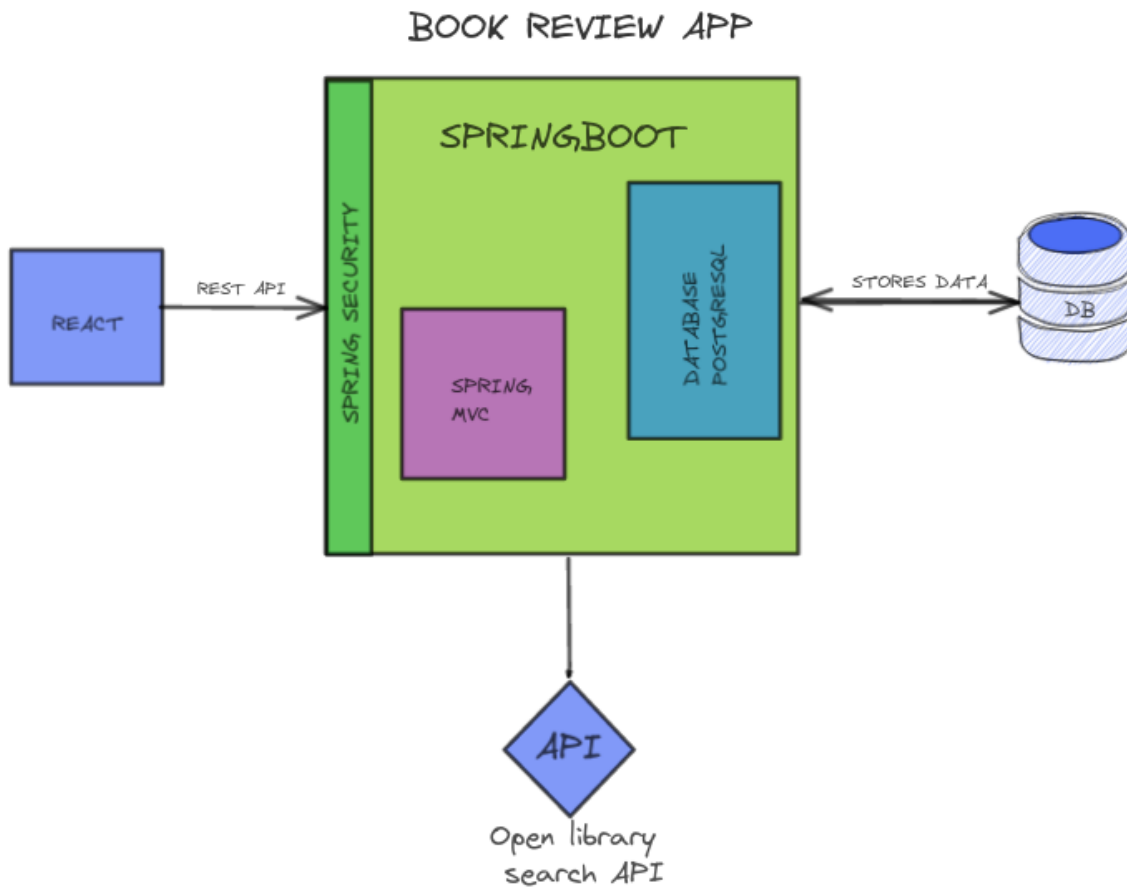 BOOK REVIEW APP
SPRINGBOOT
SPRING SECURITY
REACT
REST API
SPRING
MVC
DATABASE
POSTGRESQL
STORES DATA
DB
API
Open library
search API